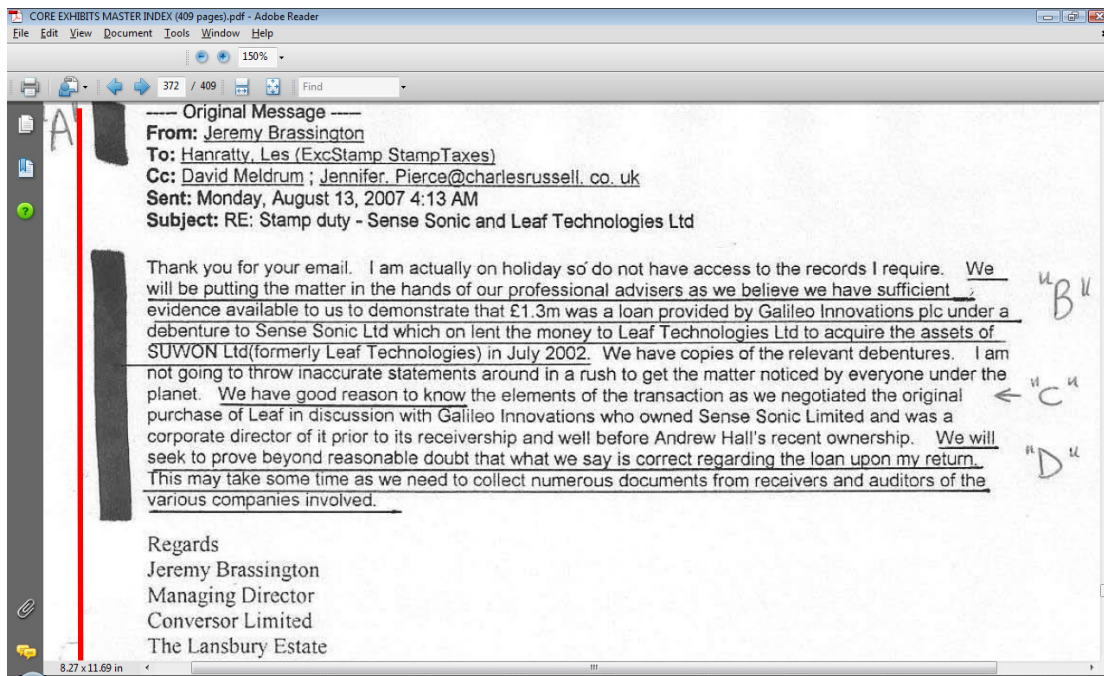 CORE EXHIBITS MASTER INDEX (409 pages).pdf - Adobe Reader
File Edit View Document Tools Window Help
150%
372 / 409 Find
"A"
----- Original Message -----
From: Jeremy Brassington
To: Hanratty, Les (ExcStamp StampTaxes)
Cc: David Meldrum ; Jennifer. Pierce@charlesrussell. co. uk
Sent: Monday, August 13, 2007 4:13 AM
Subject: RE: Stamp duty - Sense Sonic and Leaf Technologies Ltd
Thank you for your email. I am actually on holiday so do not have access to the records I require. We
will be putting the matter in the hands of our professional advisers as we believe we have sufficient
"B"
evidence available to us to demonstrate that £1.3m was a loan provided by Galileo Innovations plc under a
debenture to Sense Sonic Ltd which on lent the money to Leaf Technologies Ltd to acquire the assets of
SUWON Ltd(formerly Leaf Technologies) in July 2002. We have copies of the relevant debentures. I am
not going to throw inaccurate statements around in a rush to get the matter noticed by everyone under the
planet. We have good reason to know the elements of the transaction as we negotiated the original
← "C"
purchase of Leaf in discussion with Galileo Innovations who owned Sense Sonic Limited and was a
corporate director of it prior to its receivership and well before Andrew Hall's recent ownership. We will
seek to prove beyond reasonable doubt that what we say is correct regarding the loan upon my return.
"D"
This may take some time as we need to collect numerous documents from receivers and auditors of the
various companies involved.
Regards
Jeremy Brassington
Managing Director
Conversor Limited
The Lansbury Estate
8.27 x 11.69 in